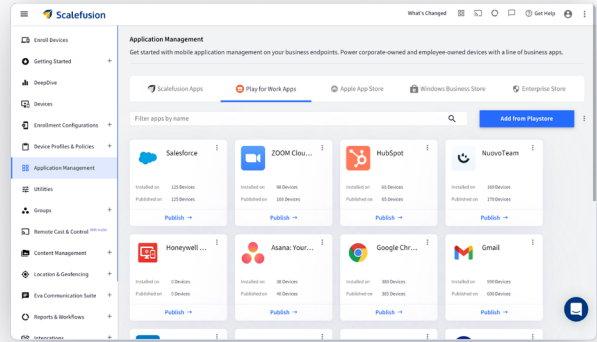 Scalefusion
What's Changed
Get Help
Enroll Devices
Getting Started +
DeepDive
Devices
Enrollment Configurations +
Device Profiles & Policies +
Application Management
Utilities
Groups +
Remote Cast & Control
Content Management +
Location & Geofencing +
Eva Communication Suite +
Reports & Workflows +
Integrations +
Application Management
Get started with mobile application management on your business endpoints. Power corporate-owned and employee-owned devices with a line of business apps.
Scalefusion Apps
Play for Work Apps
Apple App Store
Windows Business Store
Enterprise Store
Filter apps by name
Add from Playstore
Salesforce
Installed on 125 Devices
Published on 125 Devices
Publish →
ZOOM Clou...
Installed on 90 Devices
Published on 165 Devices
Publish →
HubSpot
Installed on 65 Devices
Published on 65 Devices
Publish →
NuovoTeam
Installed on 169 Devices
Published on 170 Devices
Publish →
Honeywell ...
Installed on 0 Devices
Published on 0 Devices
Publish →
Asana: Your...
Installed on 38 Devices
Published on 40 Devices
Publish →
Google Chr...
Installed on 380 Devices
Published on 385 Devices
Publish →
Gmail
Installed on 590 Devices
Published on 600 Devices
Publish →